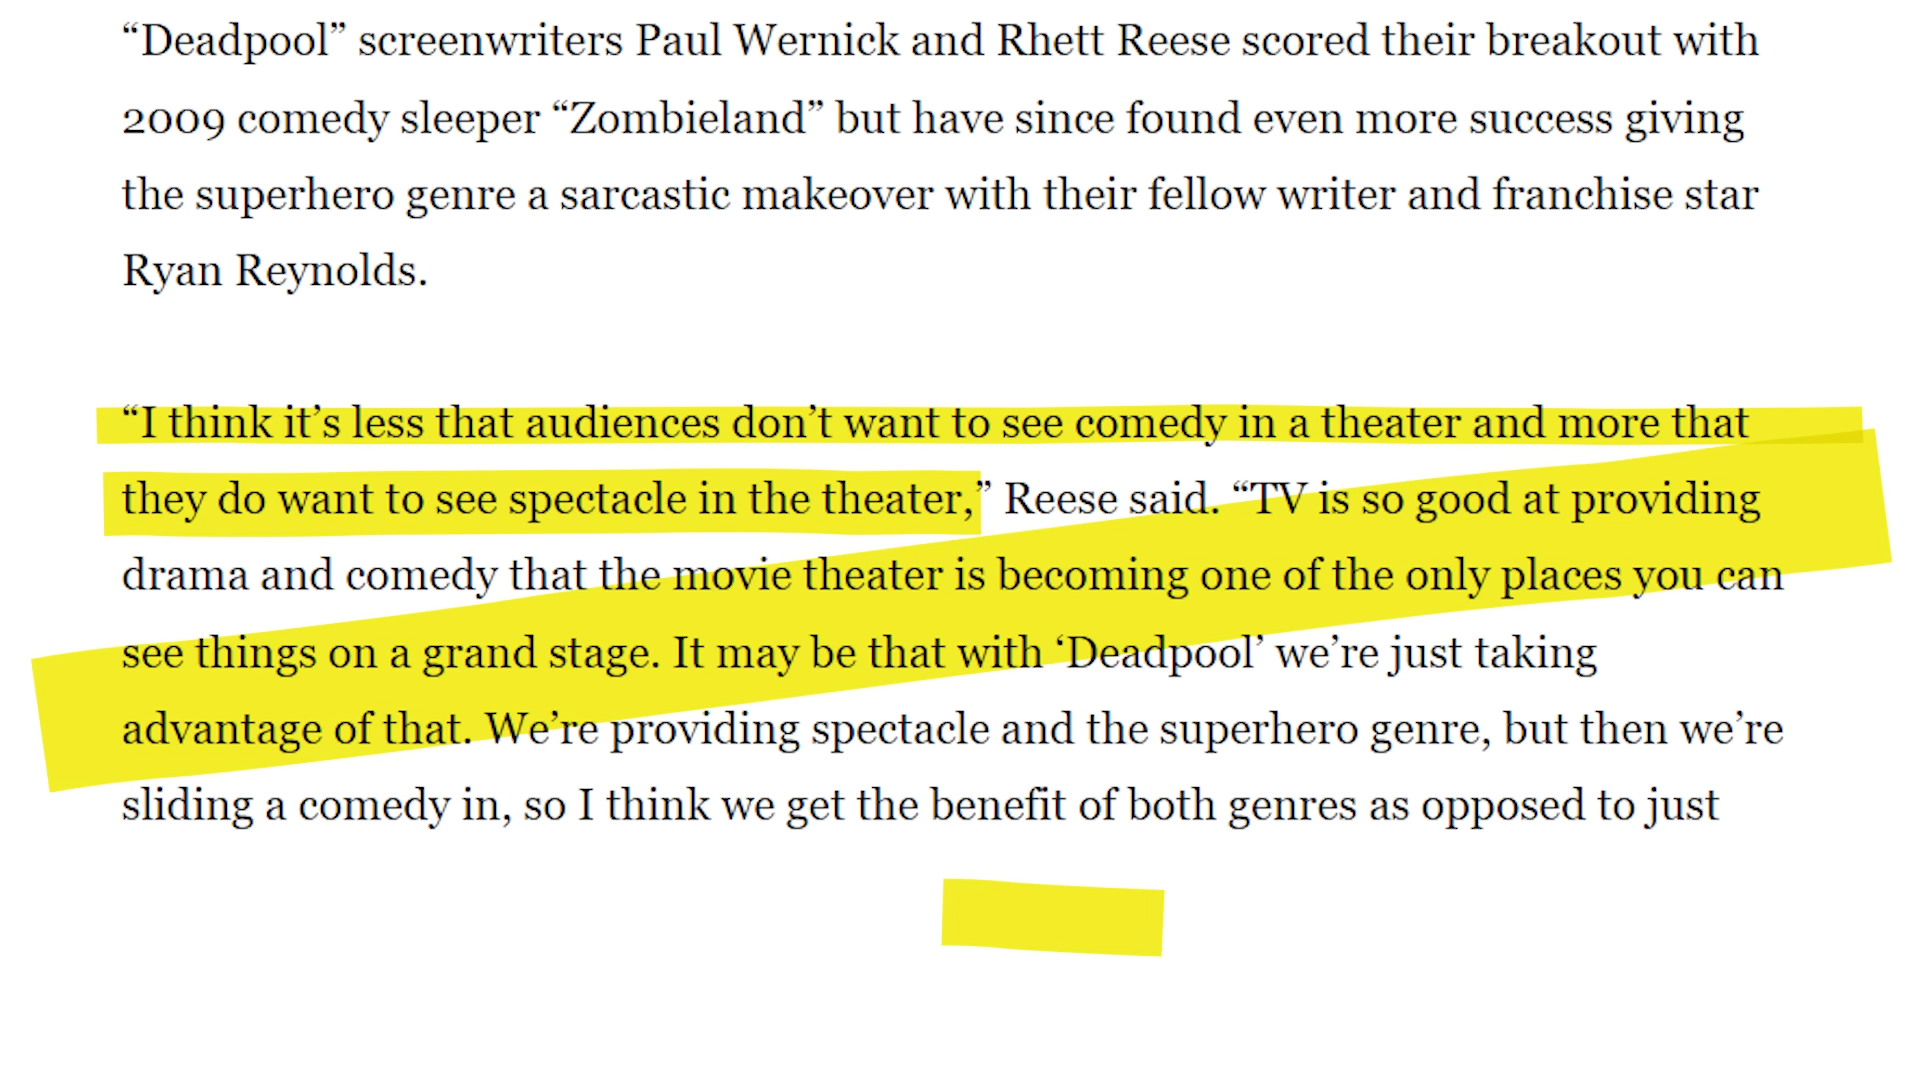 “Deadpool” screenwriters Paul Wernick and Rhett Reese scored their breakout with
2009 comedy sleeper “Zombieland” but have since found even more success giving
the superhero genre a sarcastic makeover with their fellow writer and franchise star
Ryan Reynolds.
“I think it’s less that audiences don’t want to see comedy in a theater and more that
they do want to see spectacle in the theater,” Reese said. “TV is so good at providing
drama and comedy that the movie theater is becoming one of the only places you can
see things on a grand stage. It may be that with ‘Deadpool’ we’re just taking
advantage of that. We’re providing spectacle and the superhero genre, but then we’re
sliding a comedy in, so I think we get the benefit of both genres as opposed to just